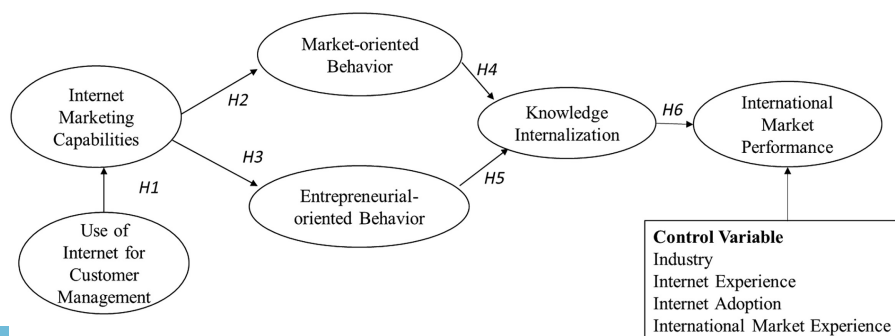 Market-oriented
Behavior
H4
Internet
Marketing
Capabilities
H2
Knowledge
Internalization
H6
International
Market
Performance
H3
H1
Entrepreneurial-
oriented Behavior
H5
Use of
Internet for
Customer
Management
Control Variable
Industry
Internet Experience
Internet Adoption
International Market Experience